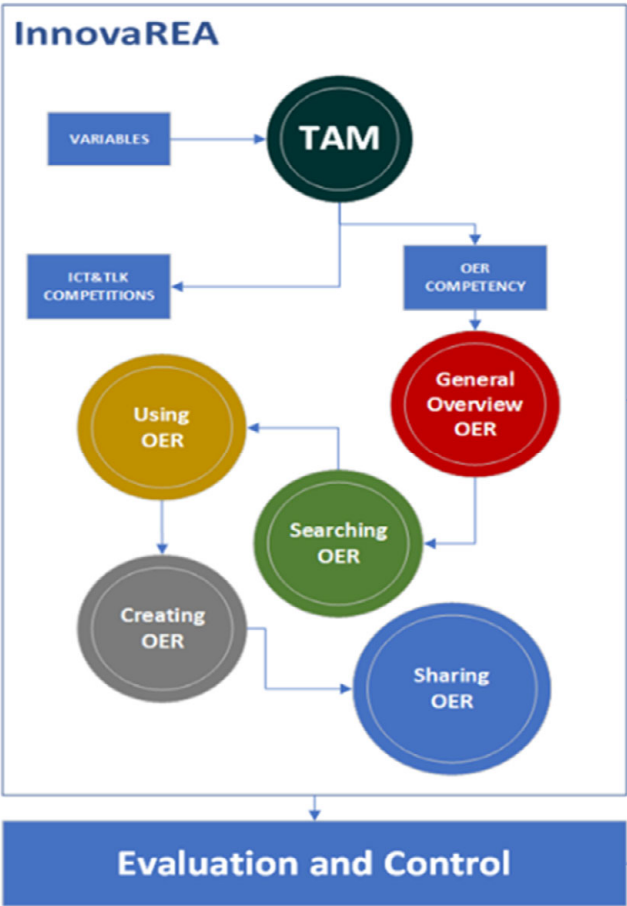 InnovaREA
VARIABLES
TAM
ICT&TLK
COMPETITIONS
OER
COMPETENCY
General
Overview
OER
Using
OER
Searching
OER
Creating
OER
Sharing
OER
Evaluation and Control